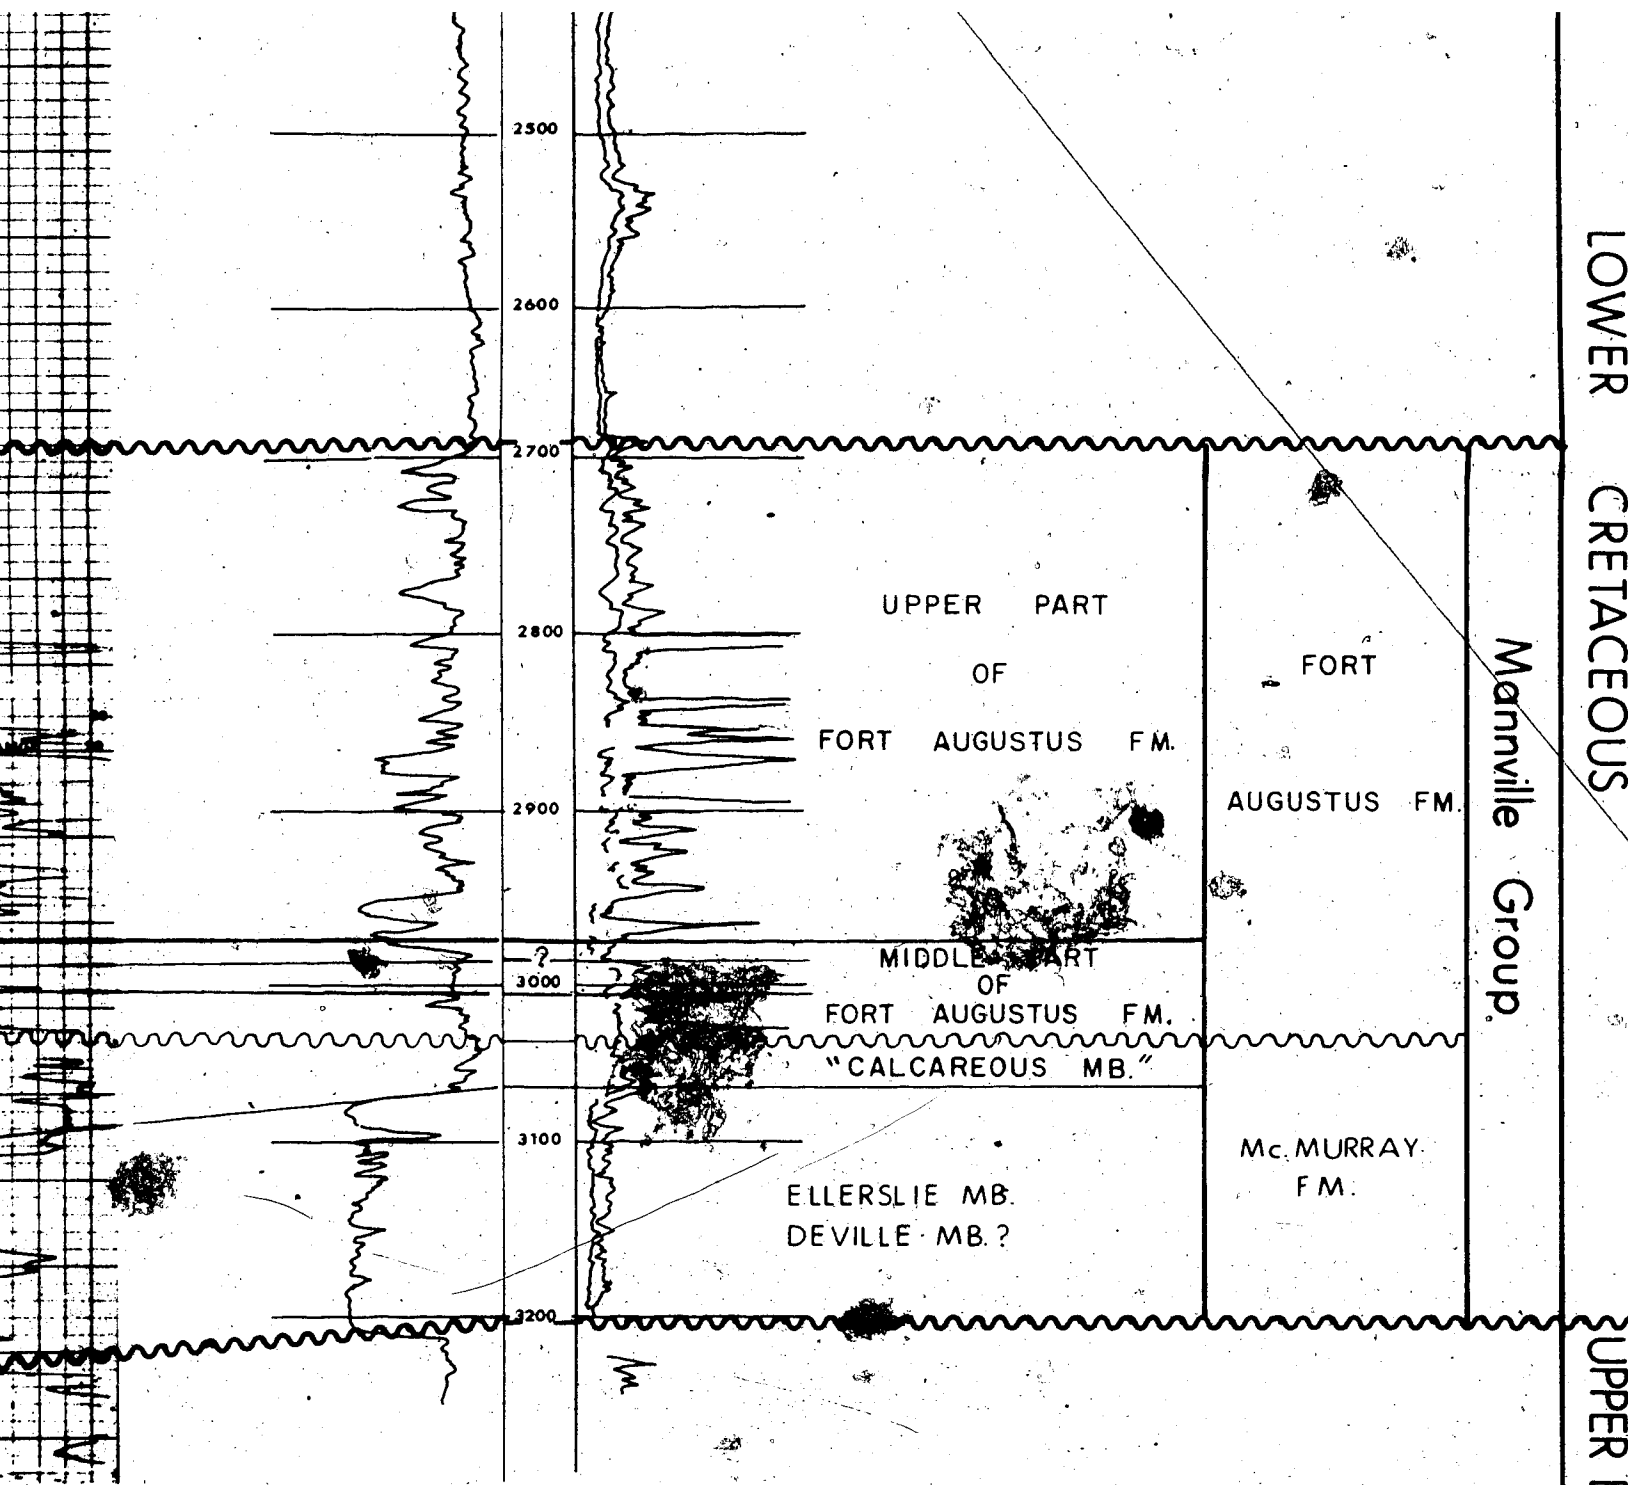 2500
2600
2700
2800
2900
?
3000
3100
3200
UPPER PART
OF
FORT AUGUSTUS FM.
MIDDLE PART
OF
FORT AUGUSTUS FM.
"CALCAREOUS MB."
ELLERSLIE MB.
DEVILLE MB.?
FORT
AUGUSTUS FM.
Mc.MURRAY
FM.
Mannville Group
LOWER CRETACEOUS
UPPER